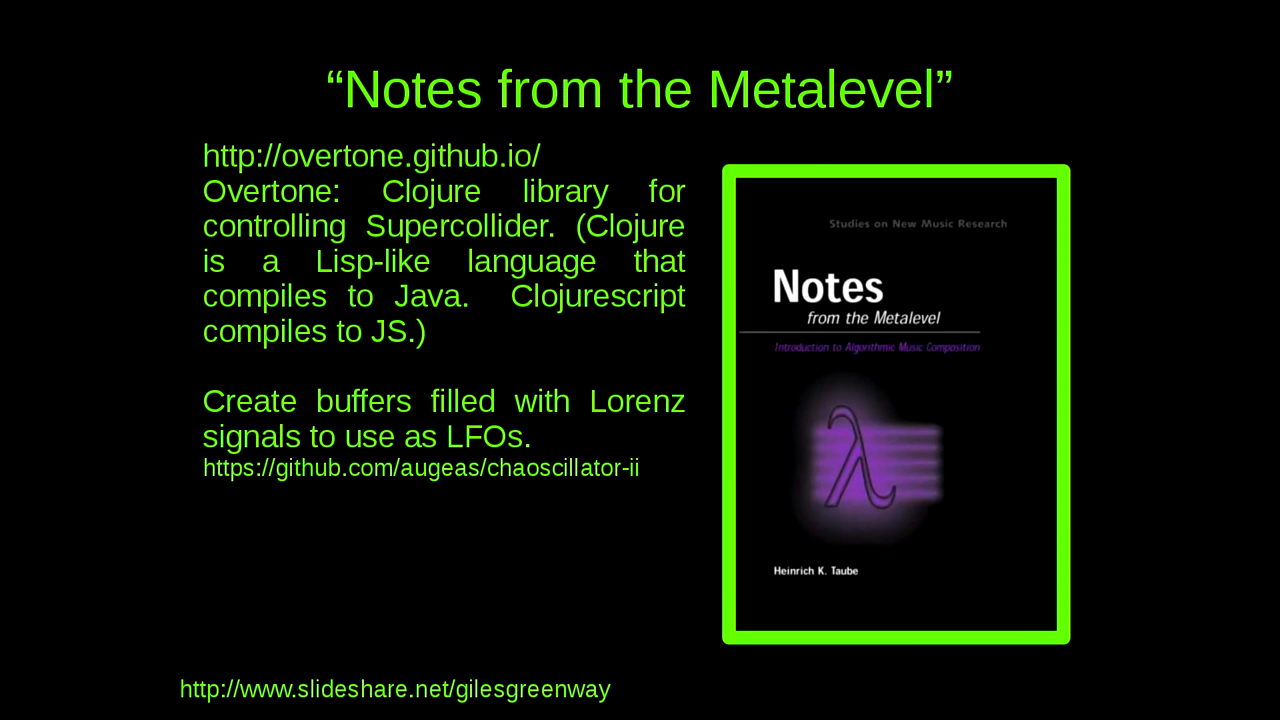 “Notes from the Metalevel”
http://overtone.github.io/
Overtone: Clojure library for
controlling Supercollider. (Clojure
is a Lisp-like language that
compiles to Java. Clojurescript
compiles to JS.)
Create buffers filled with Lorenz
signals to use as LFOs.
https://github.com/augeas/chaoscillator-ii
Studies on New Music Research
Notes
from the Metalevel
Introduction to Algorithmic Music Composition
λ
Heinrich K. Taube
http://www.slideshare.net/gilesgreenway